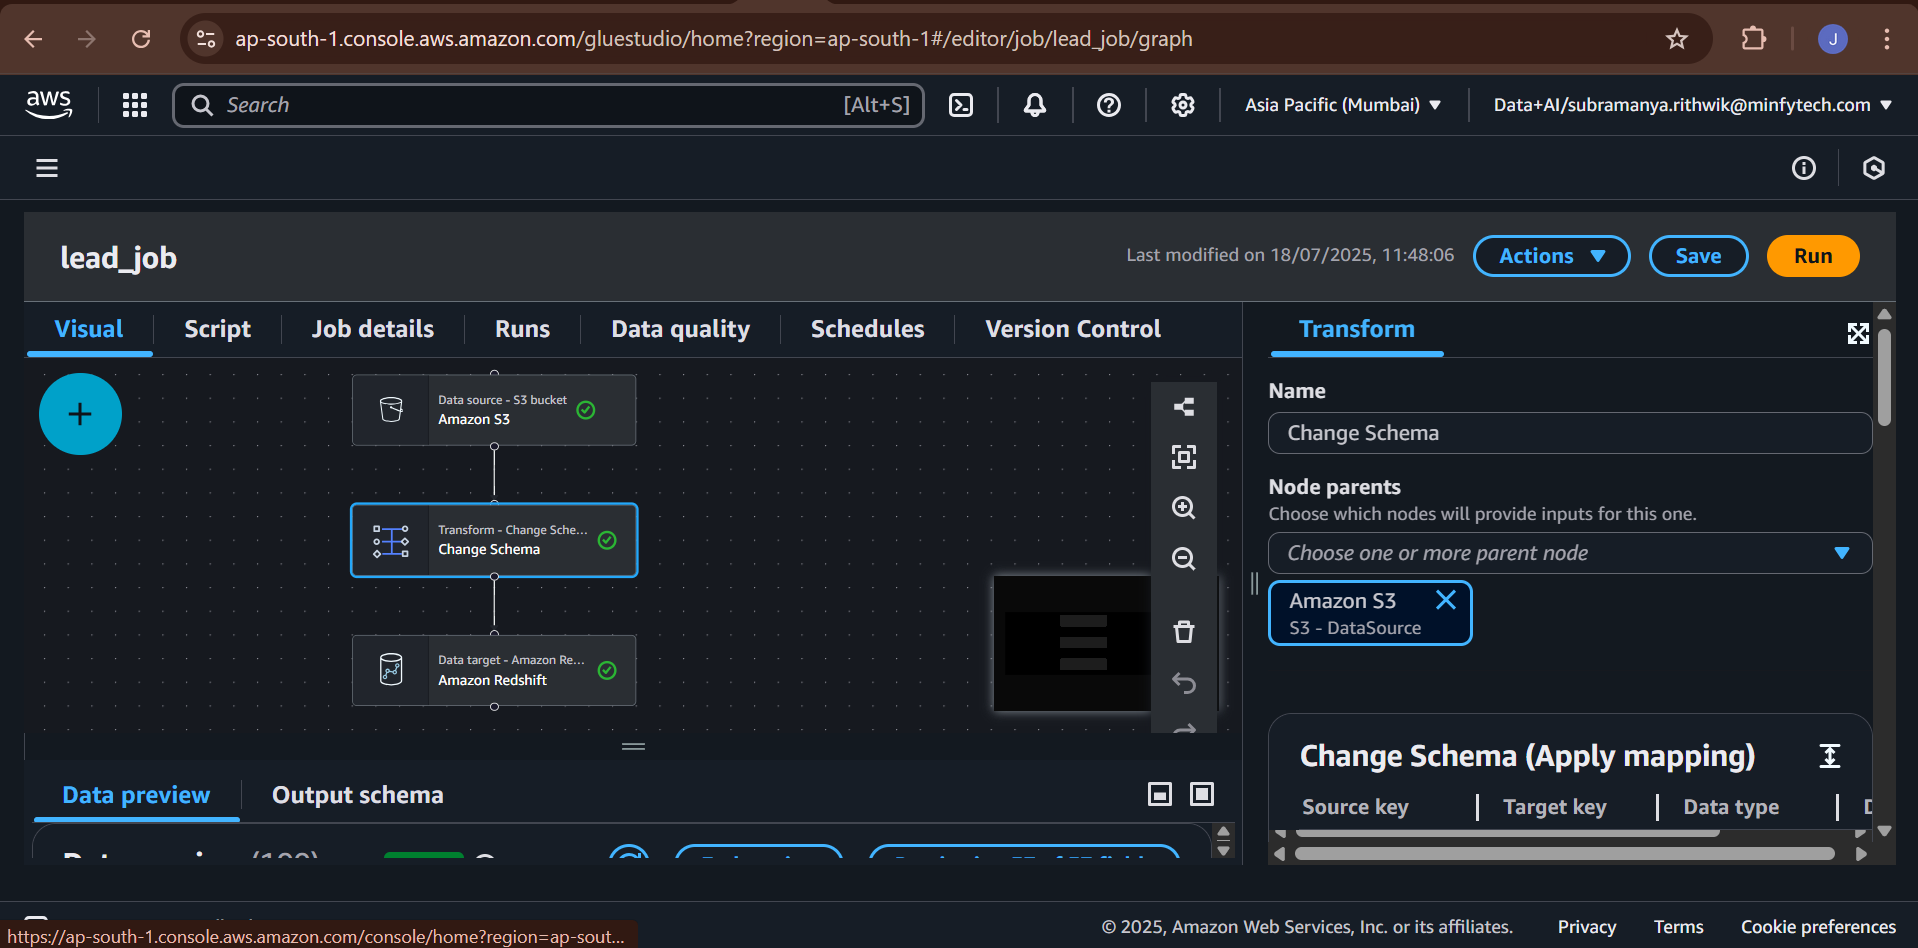 ap-south-1.console.aws.amazon.com/gluestudio/home?region=ap-south-1#/editor/job/lead_job/graph
J
aws
Search
[Alt+S]
Asia Pacific (Mumbai)
Data+AI/subramanya.rithwik@minfytech.com
lead_job
Last modified on 18/07/2025, 11:48:06
Actions
Save
Run
Visual
Script
Job details
Runs
Data quality
Schedules
Version Control
Transform
Data source - S3 bucket
Amazon S3
Transform - Change Sche...
Change Schema
Data target - Amazon Re...
Amazon Redshift
Name
Change Schema
Node parents
Choose which nodes will provide inputs for this one.
Choose one or more parent node
Amazon S3
S3 - DataSource
Change Schema (Apply mapping)
Source key
Target key
Data type
Data preview
Output schema
© 2025, Amazon Web Services, Inc. or its affiliates.
Privacy
Terms
Cookie preferences
https://ap-south-1.console.aws.amazon.com/console/home?region=ap-sout...